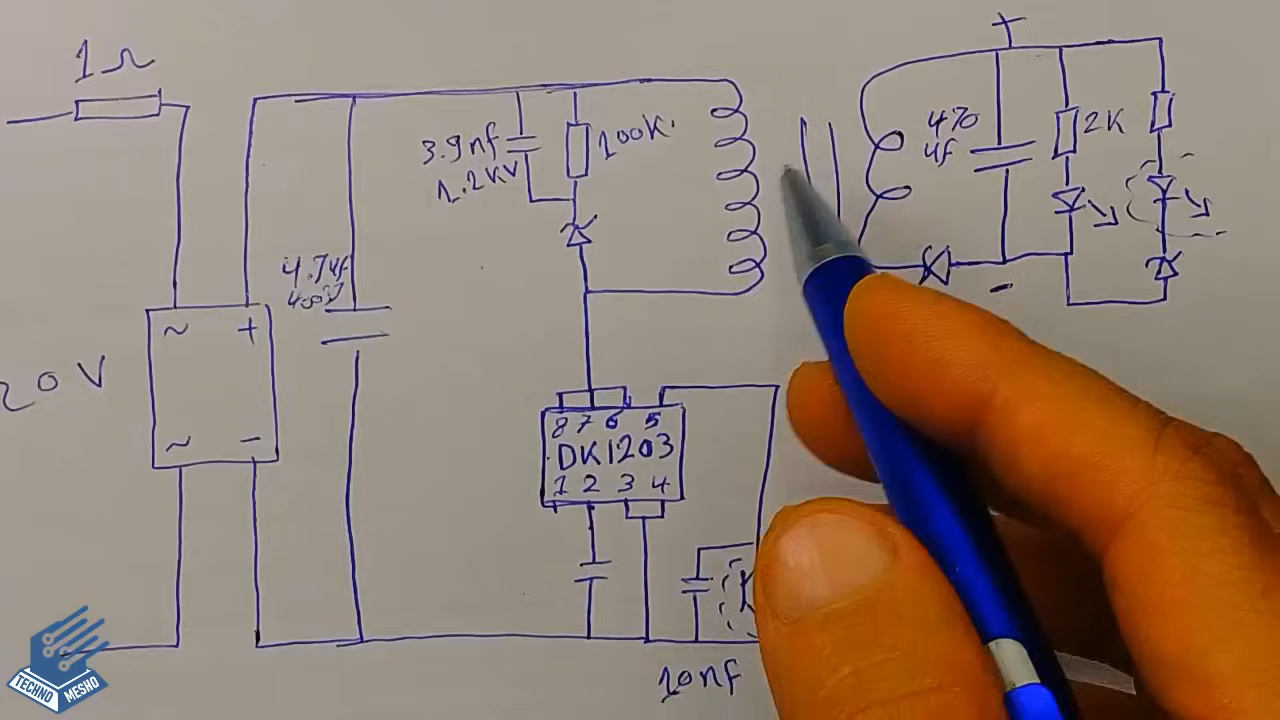 1Ω
20V
~ +
~ -
4.7uf
400V
3.9nf
1.2KV
100K
8 7 6 5
DK1203
1 2 3 4
10nf
+
470
uf
2K
-
TECHNO
MESHO